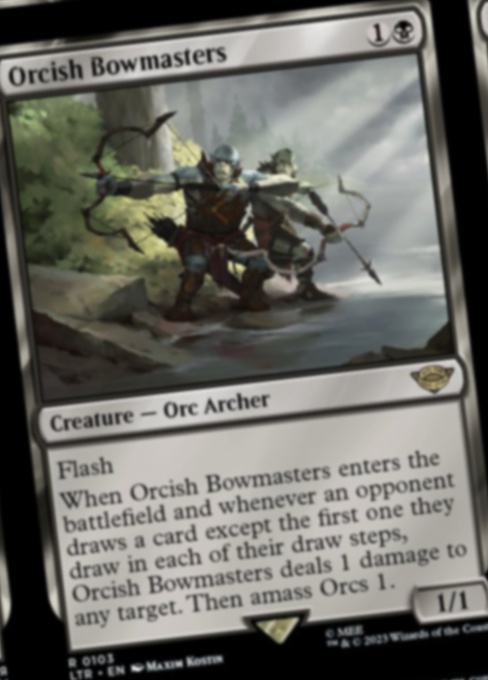 Orcish Bowmasters
1
Creature — Orc Archer
Flash
When Orcish Bowmasters enters the
battlefield and whenever an opponent
draws a card except the first one they
draw in each of their draw steps,
Orcish Bowmasters deals 1 damage to
any target. Then amass Orcs 1.
1/1
R 0103
LTR • EN Maxim Kostin
© MEE
™ & © 2023 Wizards of the Coast